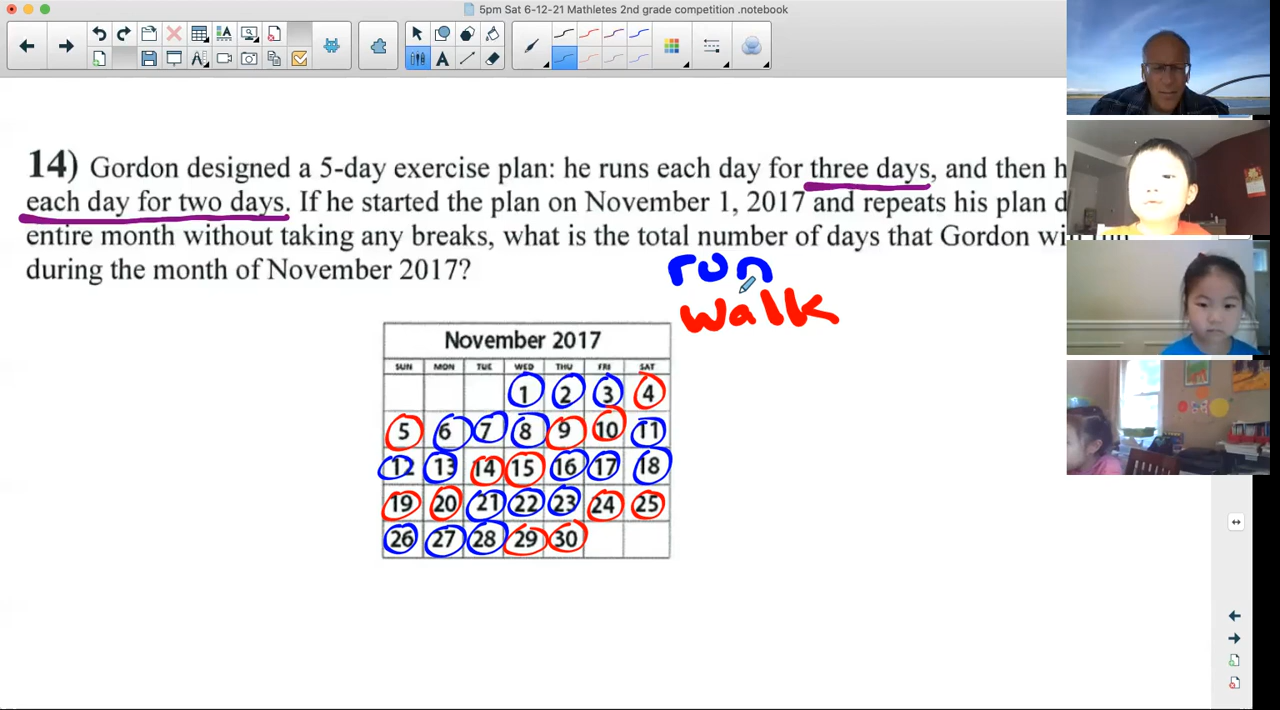 5pm Sat 6-12-21 Mathletes 2nd grade competition .notebook
14) Gordon designed a 5-day exercise plan: he runs each day for three days, and then
each day for two days. If he started the plan on November 1, 2017 and repeats his plan
entire month without taking any breaks, what is the total number of days that Gordon
during the month of November 2017?
run
walk
November 2017
SUN MON TUE WED THU FRI SAT
1 2 3 4
5 6 7 8 9 10 11
12 13 14 15 16 17 18
19 20 21 22 23 24 25
26 27 28 29 30